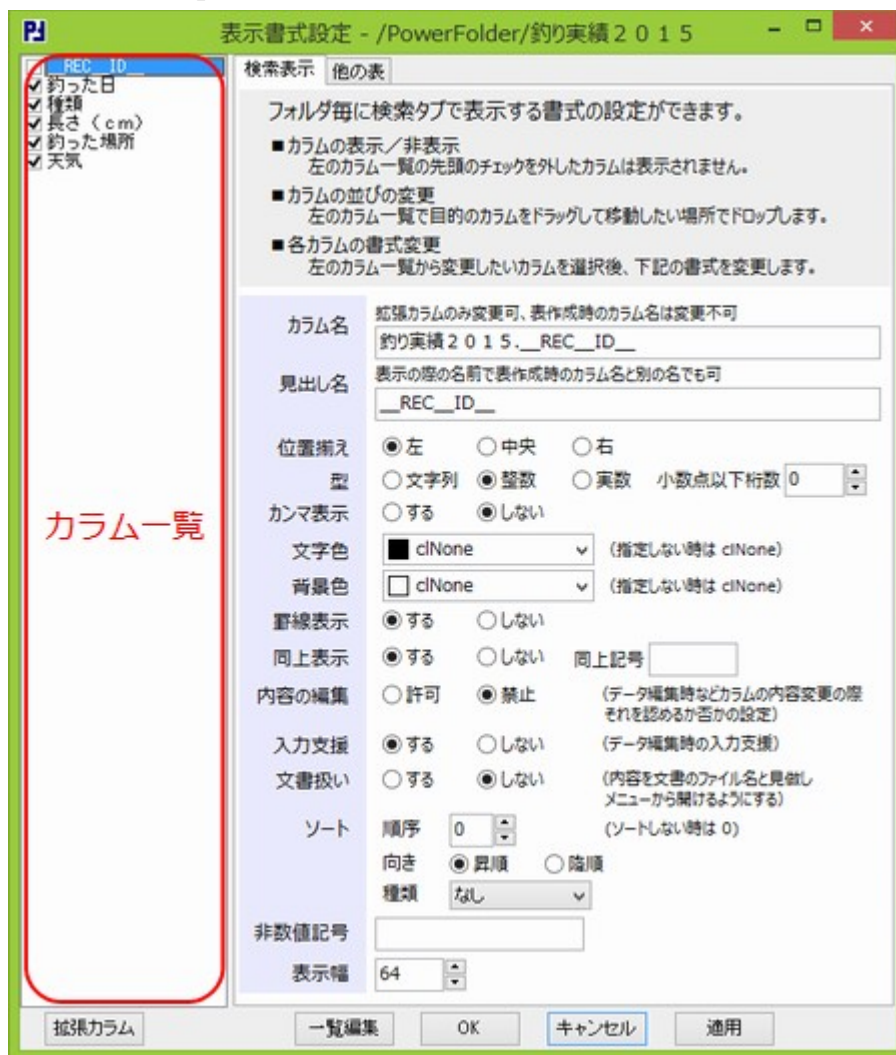 表示書式設定 - /PowerFolder/釣り実績２０１５
__REC__ID__
釣った日
種類
長さ（ｃｍ）
釣った場所
天気
カラム一覧
拡張カラム
検索表示 他の表
フォルダ毎に検索タブで表示する書式の設定ができます。
■カラムの表示／非表示
左のカラム一覧の先頭のチェックを外したカラムは表示されません。
■カラムの並びの変更
左のカラム一覧で目的のカラムをドラッグして移動したい場所でドロップします。
■各カラムの書式変更
左のカラム一覧から変更したいカラムを選択後、下記の書式を変更します。
カラム名 拡張カラムのみ変更可、表作成時のカラム名は変更不可
釣り実績２０１５.__REC__ID__
見出し名 表示の際の名前で表作成時のカラム名と別の名でも可
__REC__ID__
位置揃え 左 中央 右
型 文字列 整数 実数 小数点以下桁数 0
カンマ表示 する しない
文字色 clNone (指定しない時は clNone)
背景色 clNone (指定しない時は clNone)
罫線表示 する しない
同上表示 する しない 同上記号
内容の編集 許可 禁止 (データ編集時などカラムの内容変更の際
それを認めるか否かの設定)
入力支援 する しない (データ編集時の入力支援)
文書扱い する しない (内容を文書のファイル名と見做し
メニューから開けるようにする)
ソート 順序 0 (ソートしない時は 0)
向き 昇順 降順
種類 なし
非数値記号
表示幅 64
一覧編集 OK キャンセル 適用